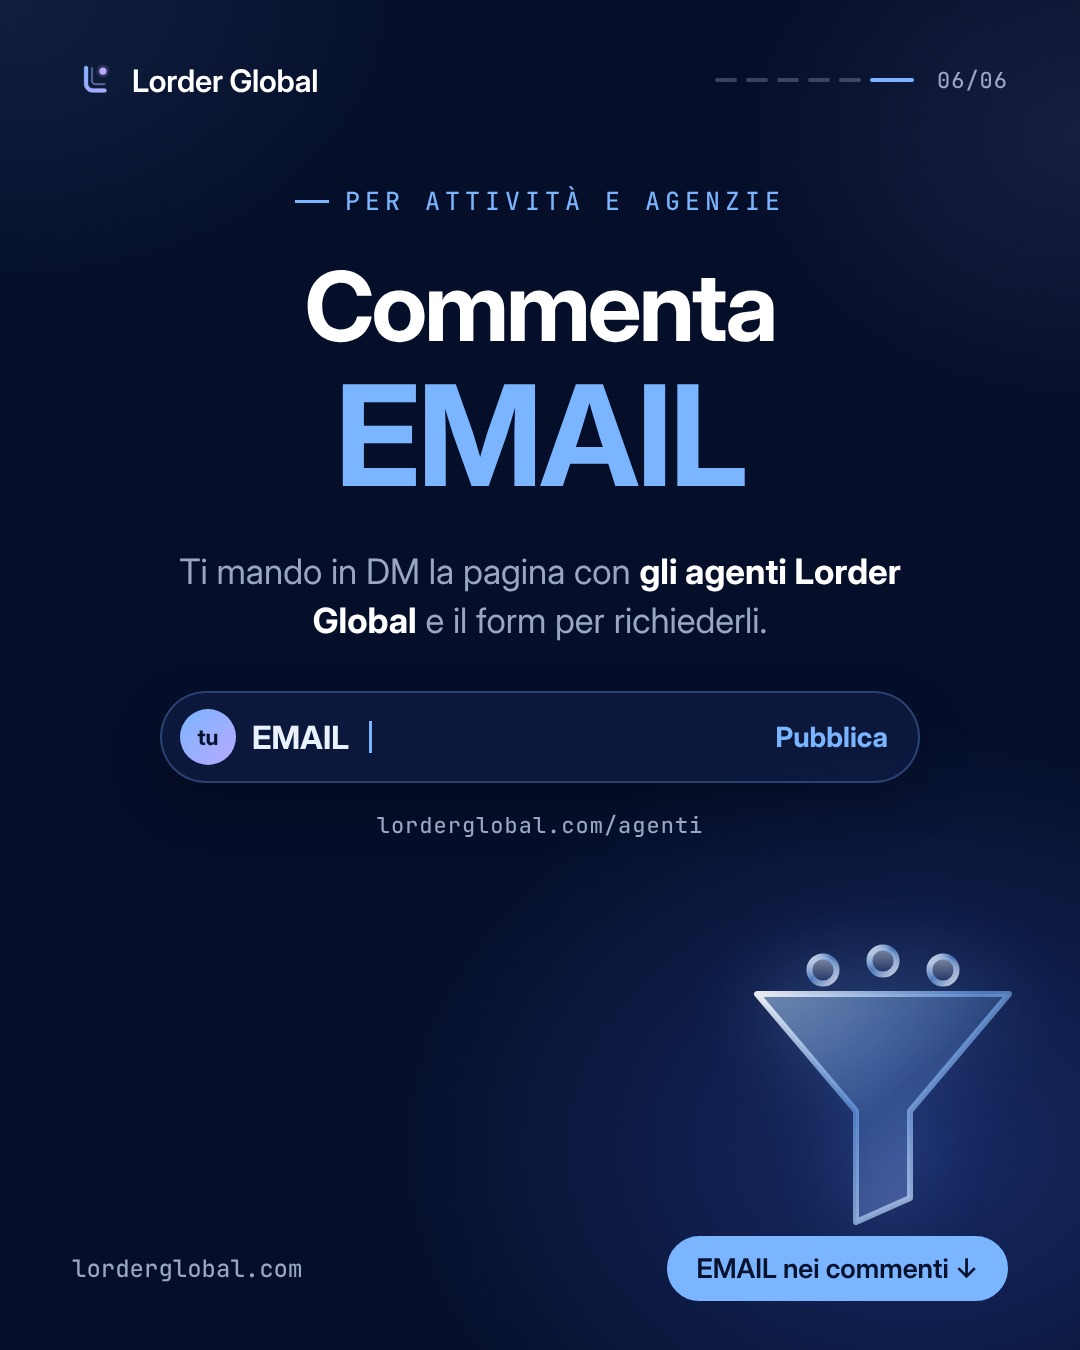 Lorder Global
06/06
PER ATTIVITÀ E AGENZIE
Commenta
EMAIL
Ti mando in DM la pagina con gli agenti Lorder
Global e il form per richiederli.
tu EMAIL Pubblica
lorderglobal.com/agenti
lorderglobal.com
EMAIL nei commenti ↓